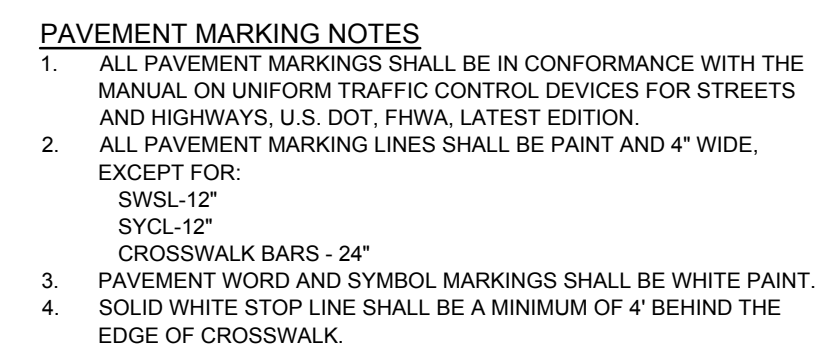 PAVEMENT MARKING NOTES
1. ALL PAVEMENT MARKINGS SHALL BE IN CONFORMANCE WITH THE
MANUAL ON UNIFORM TRAFFIC CONTROL DEVICES FOR STREETS
AND HIGHWAYS, U.S. DOT, FHWA, LATEST EDITION.
2. ALL PAVEMENT MARKING LINES SHALL BE PAINT AND 4" WIDE,
EXCEPT FOR:
SWSL-12"
SYCL-12"
CROSSWALK BARS - 24"
3. PAVEMENT WORD AND SYMBOL MARKINGS SHALL BE WHITE PAINT.
4. SOLID WHITE STOP LINE SHALL BE A MINIMUM OF 4' BEHIND THE
EDGE OF CROSSWALK.